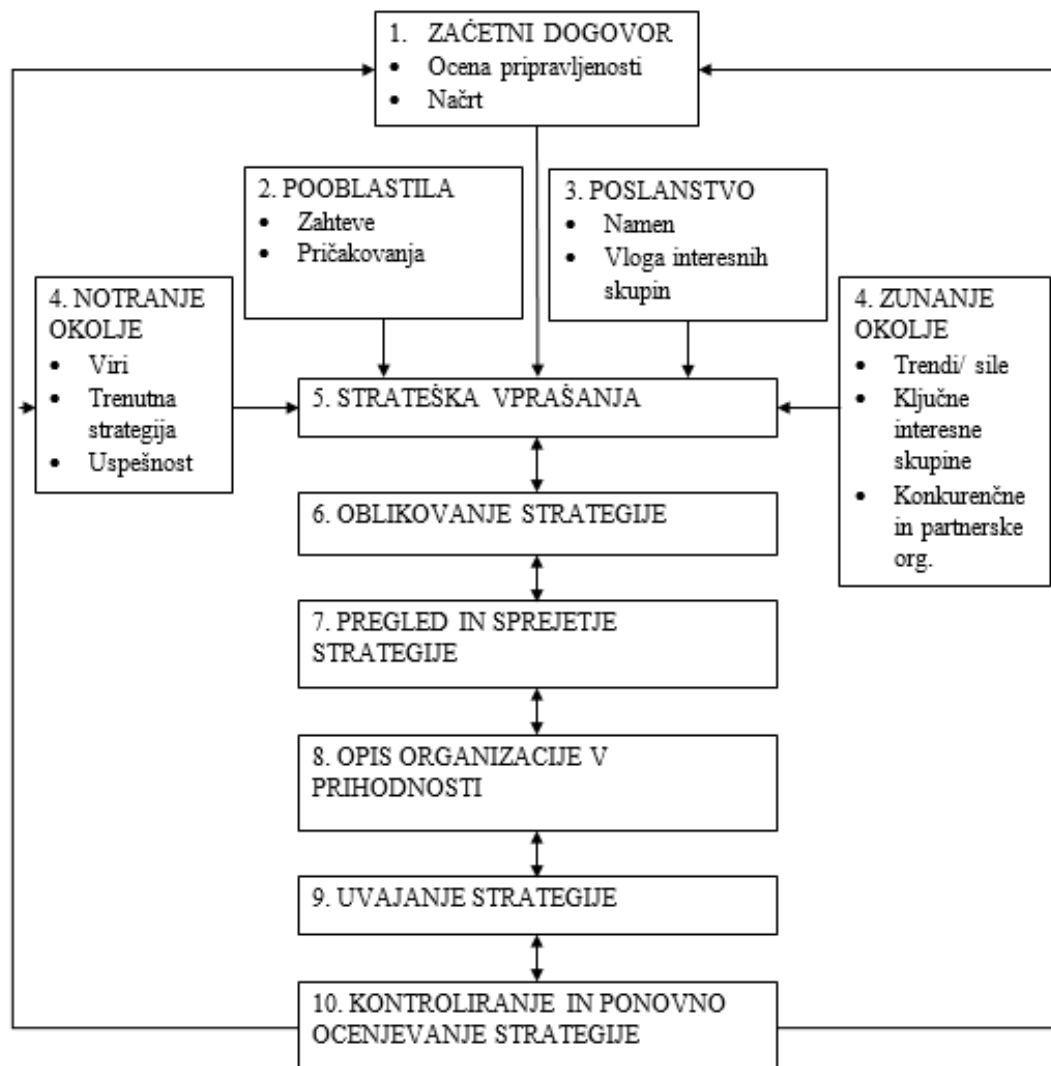 1. ZAČETNI DOGOVOR
• Ocena pripravljenosti
• Načrt
2. POOBLASTILA
• Zahteve
• Pričakovanja
3. POSLANSTVO
• Namen
• Vloga interesnih
skupin
4. NOTRANJE
OKOLJE
• Viri
• Trenutna
strategija
• Uspešnost
4. ZUNANJE
OKOLJE
• Trendi/ sile
• Ključne
interesne
skupine
• Konkurenčne
in partnerske
org.
5. STRATEŠKA VPRAŠANJA
6. OBLIKOVANJE STRATEGIJE
7. PREGLED IN SPREJETJE
STRATEGIJE
8. OPIS ORGANIZACIJE V
PRIHODNOSTI
9. UVAJANJE STRATEGIJE
10. KONTROLIRANJE IN PONOVNO
OCENJEVANJE STRATEGIJE